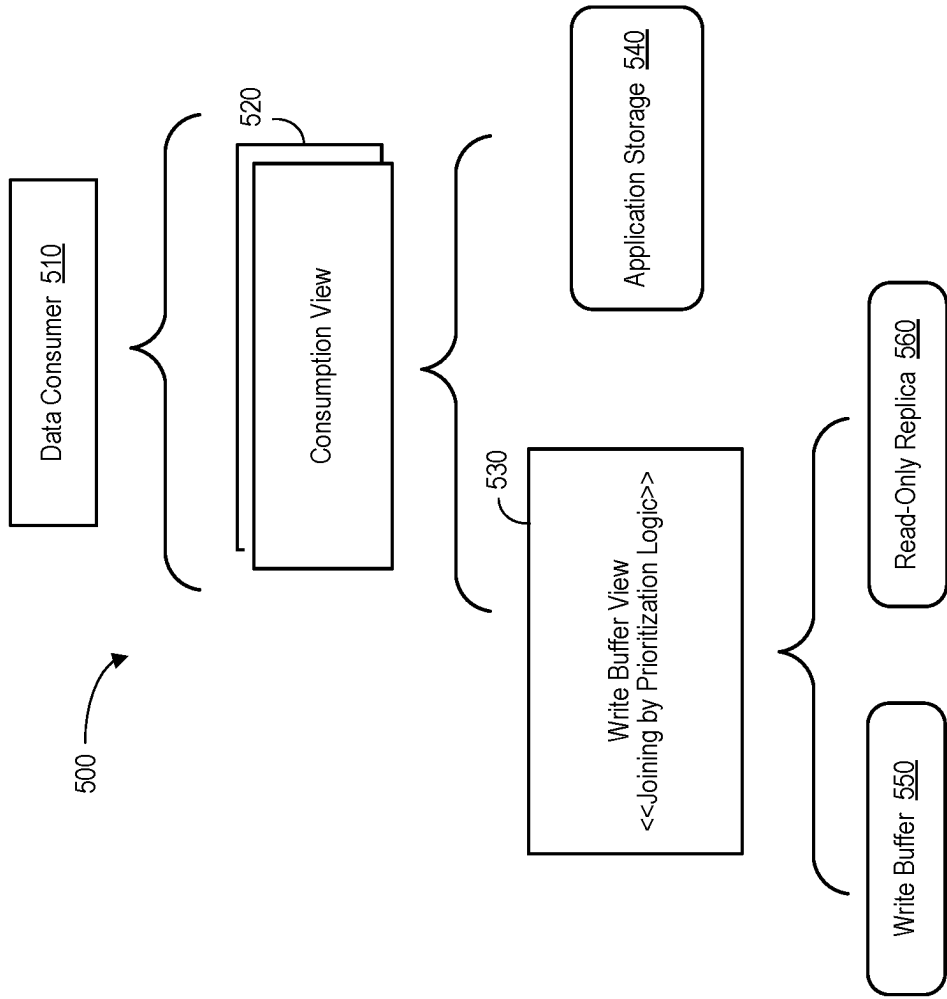 500
Data Consumer 510
520
Consumption View
530
Write Buffer View
<<Joining by Prioritization Logic>>
Application Storage 540
Write Buffer 550
Read-Only Replica 560